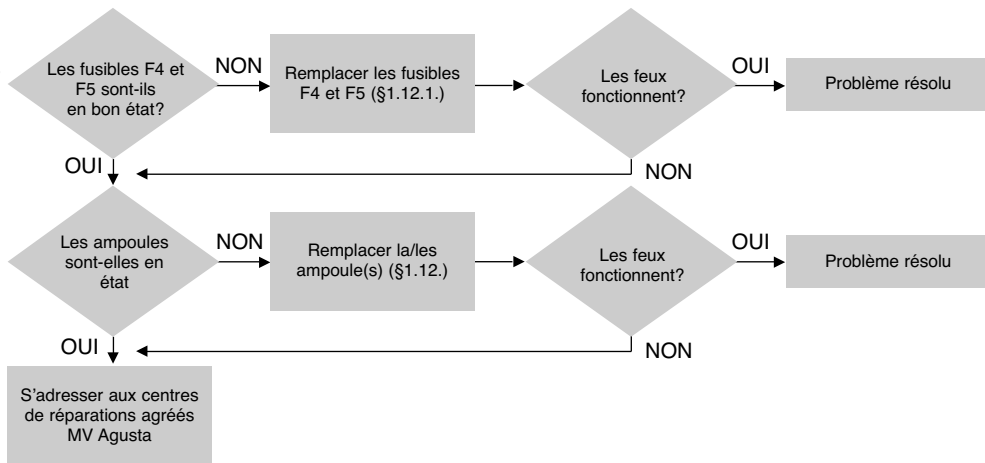 Les fusibles F4 et
F5 sont-ils
en bon état?
NON
Remplacer les fusibles
F4 et F5 (§1.12.1.)
Les feux
fonctionnent?
OUI
Problème résolu
OUI
NON
Les ampoules
sont-elles en
état
NON
Remplacer la/les
ampoule(s) (§1.12.)
Les feux
fonctionnent?
OUI
Problème résolu
OUI
NON
S'adresser aux centres
de réparations agréés
MV Agusta